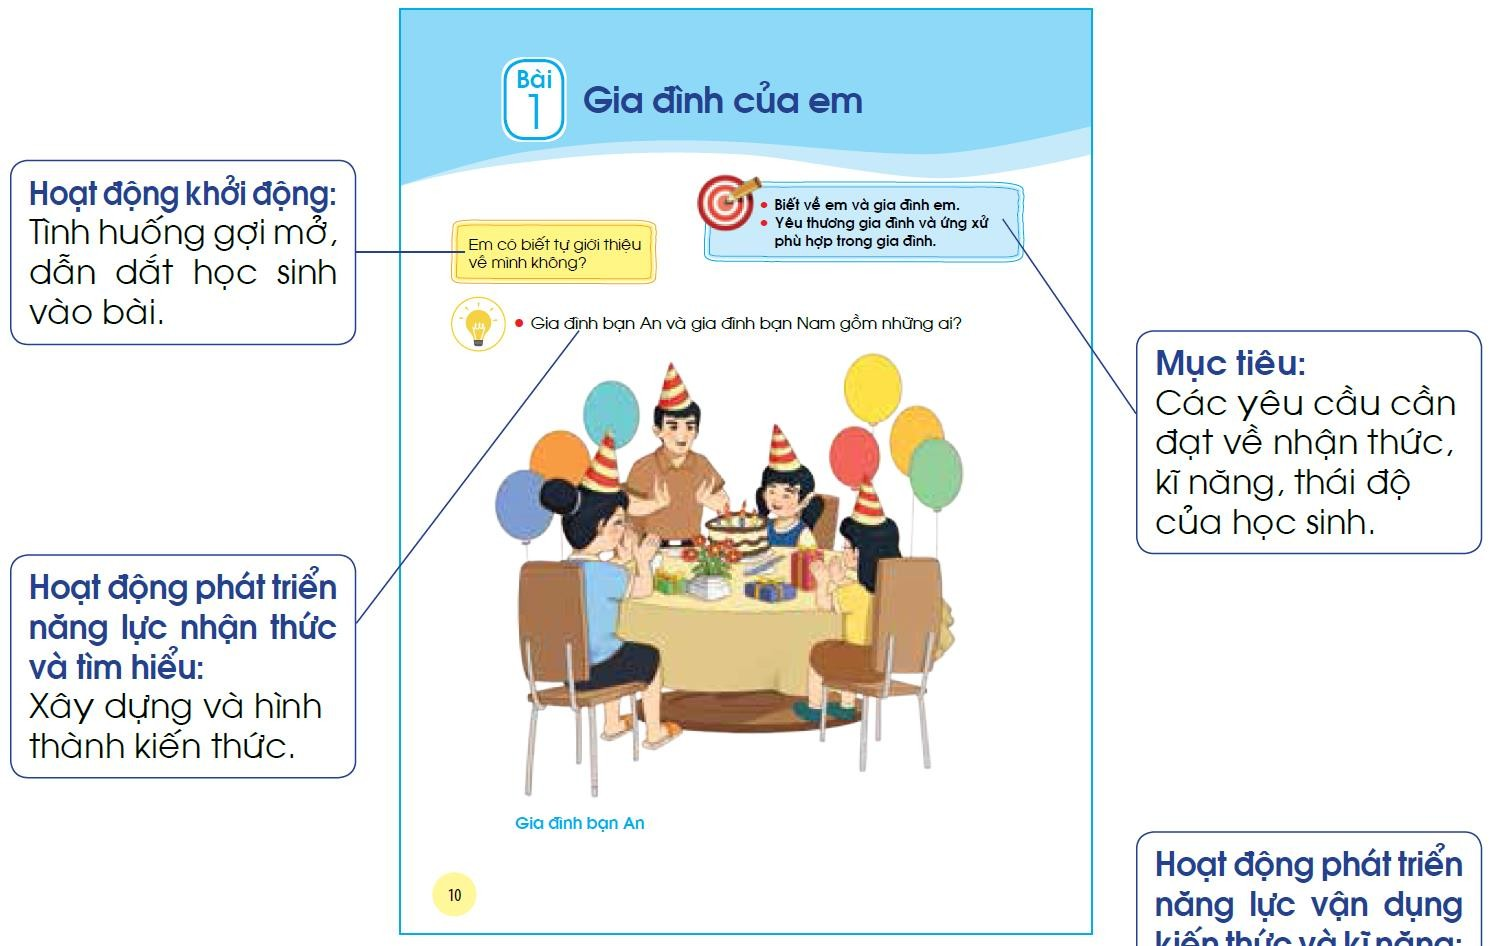 Bài
1
Gia đình của em
Hoạt động khởi động:
Tình huống gợi mở,
dẫn dắt học sinh
vào bài.
Em có biết tự giới thiệu
về mình không?
• Biết về em và gia đình em.
• Yêu thương gia đình và ứng xử
phù hợp trong gia đình.
• Gia đình bạn An và gia đình bạn Nam gồm những ai?
Mục tiêu:
Các yêu cầu cần
đạt về nhận thức,
kĩ năng, thái độ
của học sinh.
Hoạt động phát triển
năng lực nhận thức
và tìm hiểu:
Xây dựng và hình
thành kiến thức.
Gia đình bạn An
10
Hoạt động phát triển
năng lực vận dụng
kiến thức và kĩ năng: